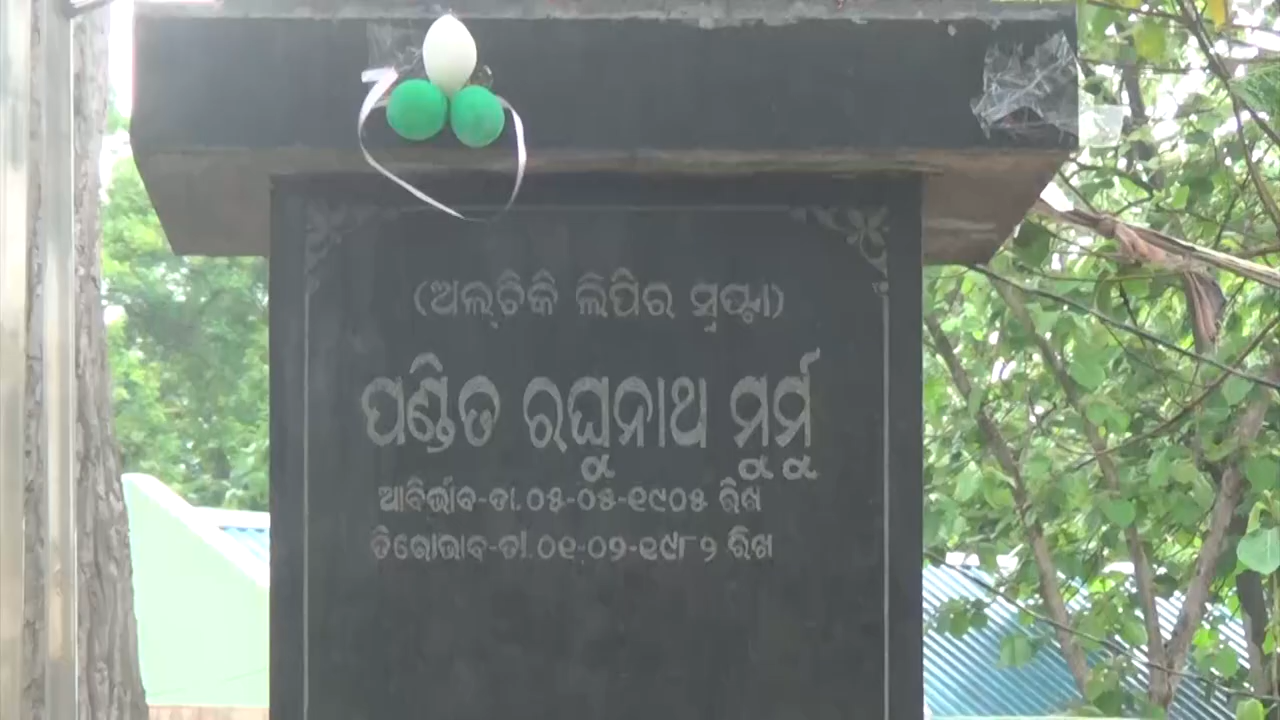 (ଅଲ୍‌ଚିକି ଲିପିର ସ୍ରଷ୍ଟା)
ପଣ୍ଡିତ ରଘୁନାଥ ମୁର୍ମୁ
ଆବିର୍ଭାବ-ତା.୦୫-୦୫-୧୯୦୫ ରିଖ
ତିରୋଭାବ-ତା.୦୧-୦୨-୧୯୮୨ ରିଖ